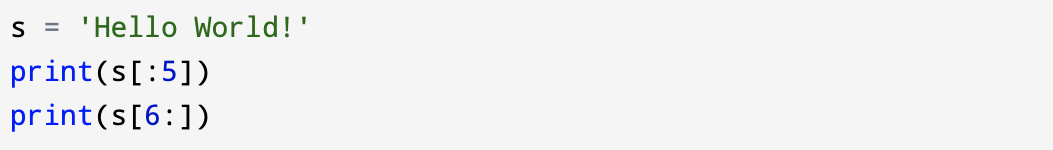 s = 'Hello World!'
print(s[:5])
print(s[6:])